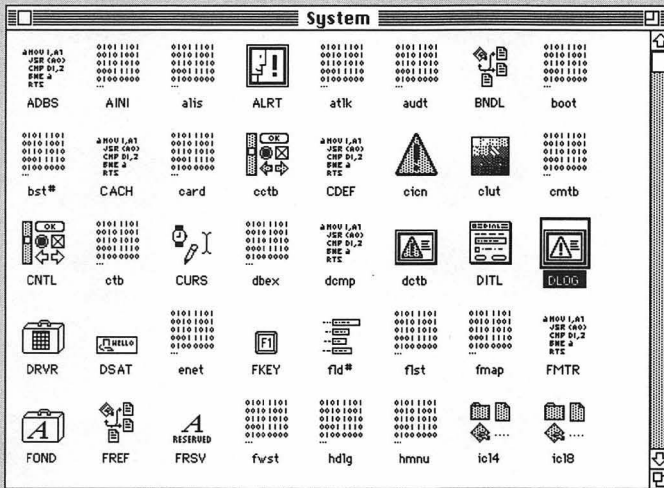 System
ADBS AINI alis ALRT atlk audt BNDL boot
bst# CACH card cctb CDEF cicn clut cmtb
CNTL ctb CURS dbex dcmp dctb DITL DLOG
DRVR DSAT enet FKEY fld# flst fmap FMTR
FOND FREF FRSV fwst hdlg hmnu icl4 icl8